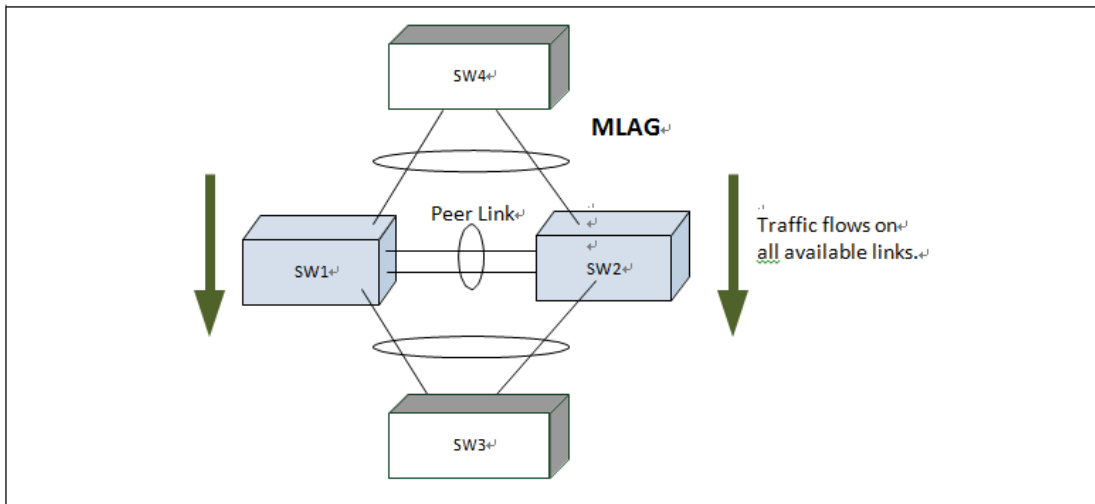 SW4↵
MLAG↵
Peer Link↵
SW1↵
↵
↵
↵
SW2↵
↵
Traffic flows on↵
all available links.↵
SW3↵